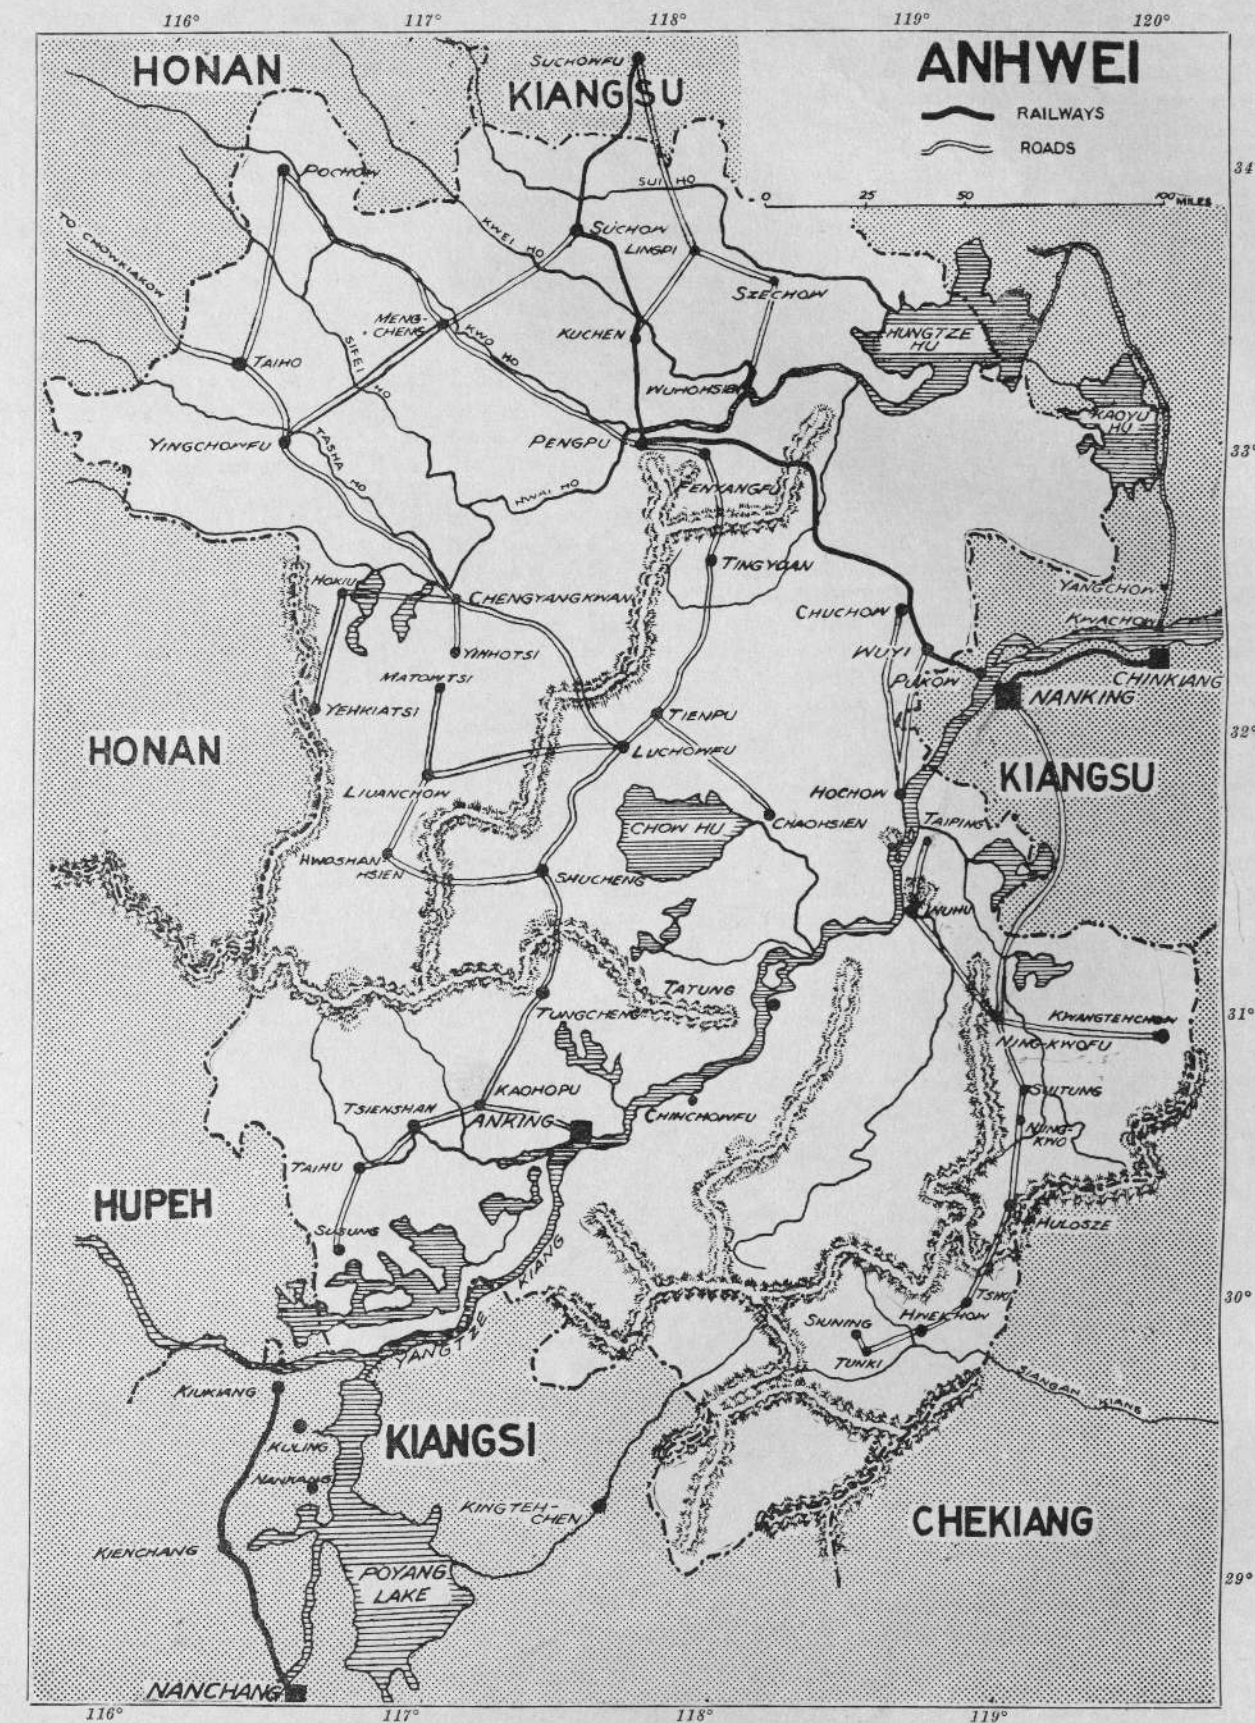 116° 117° 118° 119° 120°
ANHWEI
RAILWAYS
ROADS
0 25 50 100 MILES
HONAN
KIANGSU
SUCHOWFU
34°
POCHOW
SUI HO
SUCHOW
KWEI HO
LINGPI
TO CHOWKIAKOW
SZECHOW
MENG-
CHENG
KWO HO
KUCHEN
HUNGTZE
HU
SIFEI HO
TAIHO
WUHOHSIEN
KAOYU
HU
YINGCHOWFU
TASHA HO
PENGPU
33°
HWAI HO
FENYANGFU
TINGYUAN
YANGCHOW
HOKIU
CHENGYANGKWAN
CHUCHOW
KWACHOW
YINHOTSI
WUYI
MATOWTSI
PUKOW
CHINKIANG
NANKING
YEHKIATSI
TIENPU
32°
HONAN
LUCHOWFU
KIANGSU
LIUANCHOW
HOCHOW
CHOW HU
CHAOHSIEN
TAIPING
HWOSHAN
HSIEN
SHUCHENG
WUHU
TATUNG
TUNGCHENG
KWANGTEHCHOW
31°
NING-KWOFU
KAOHOPU
SUITUNG
TSIENSHAN
ANKING
CHINCHOWFU
NING-
KWO
TAIHU
HUPEH
SUSUNG
HULOSZE
YANGTZE KIANG
TSIKI
30°
SIUNING
HWEICHOW
TUNKI
SIANGAN KIANG
KIUKIANG
KIANGSI
KULING
NANKANG
KINGTEH-
CHEN
CHEKIANG
KIENCHANG
POYANG
LAKE
29°
NANCHANG
116° 117° 118° 119°